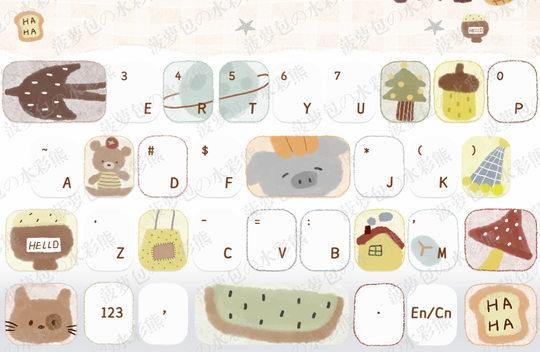 HA
HA
HELLO
3 4 5 6 7 0
E R T Y U P
~ # $ * ( )
A D F J K
HELLO ' - = : ,
Z C V B M
123 , . En/Cn HA
HA
菠萝包の水彩熊